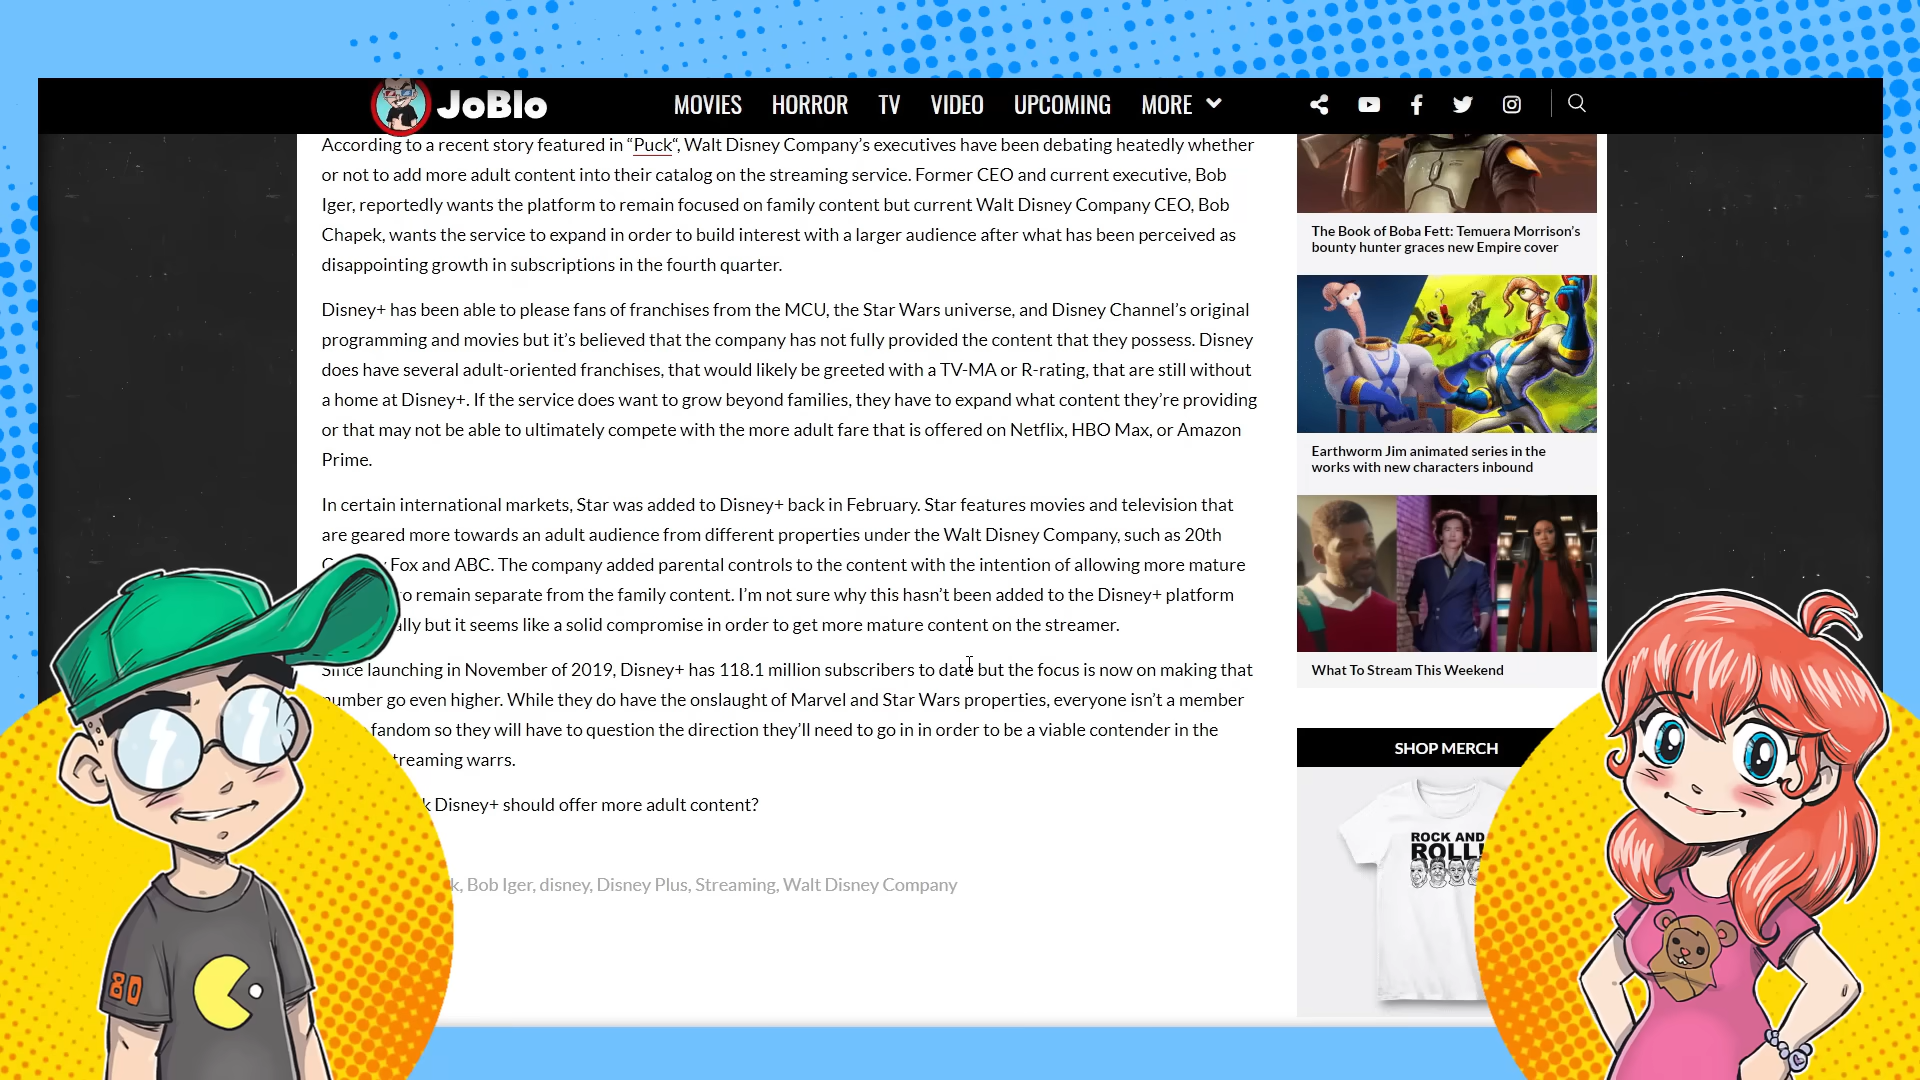 JoBlo
MOVIES HORROR TV VIDEO UPCOMING MORE
According to a recent story featured in “Puck“, Walt Disney Company’s executives have been debating heatedly whether
or not to add more adult content into their catalog on the streaming service. Former CEO and current executive, Bob
Iger, reportedly wants the platform to remain focused on family content but current Walt Disney Company CEO, Bob
Chapek, wants the service to expand in order to build interest with a larger audience after what has been perceived as
disappointing growth in subscriptions in the fourth quarter.
Disney+ has been able to please fans of franchises from the MCU, the Star Wars universe, and Disney Channel’s original
programming and movies but it’s believed that the company has not fully provided the content that they possess. Disney
does have several adult-oriented franchises, that would likely be greeted with a TV-MA or R-rating, that are still without
a home at Disney+. If the service does want to grow beyond families, they have to expand what content they’re providing
or that may not be able to ultimately compete with the more adult fare that is offered on Netflix, HBO Max, or Amazon
Prime.
In certain international markets, Star was added to Disney+ back in February. Star features movies and television that
are geared more towards an adult audience from different properties under the Walt Disney Company, such as 20th
Fox and ABC. The company added parental controls to the content with the intention of allowing more mature
o remain separate from the family content. I’m not sure why this hasn’t been added to the Disney+ platform
ally but it seems like a solid compromise in order to get more mature content on the streamer.
Since launching in November of 2019, Disney+ has 118.1 million subscribers to date but the focus is now on making that
number go even higher. While they do have the onslaught of Marvel and Star Wars properties, everyone isn’t a member
fandom so they will have to question the direction they’ll need to go in in order to be a viable contender in the
treaming warrs.
k Disney+ should offer more adult content?
k, Bob Iger, disney, Disney Plus, Streaming, Walt Disney Company
The Book of Boba Fett: Temuera Morrison’s
bounty hunter graces new Empire cover
Earthworm Jim animated series in the
works with new characters inbound
What To Stream This Weekend
SHOP MERCH
ROCK AND
ROLL!
80